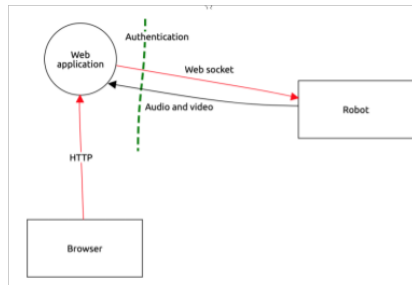 Authentication
Web
application
Web socket
Robot
Audio and video
HTTP
Browser